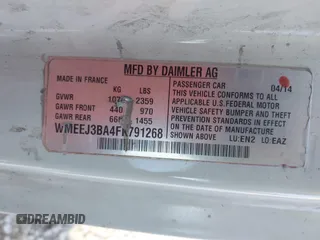 MFD BY DAIMLER AG
MADE IN FRANCE
PASSENGER CAR 04/14
KG LBS
GVWR 2359
GAWR FRONT 440 970
GAWR REAR 1455
THIS VEHICLE CONFORMS TO ALL
APPLICABLE U.S. FEDERAL MOTOR
VEHICLE SAFETY BUMPER AND THEFT
PREVENTION STANDARDS IN EFFECT
ON THE DATE OF MANUFACTURE
SHOWN ABOVE.
WMEEJ3BA4FK791268
LU:EN2 LO:EAZ
DREAMBID